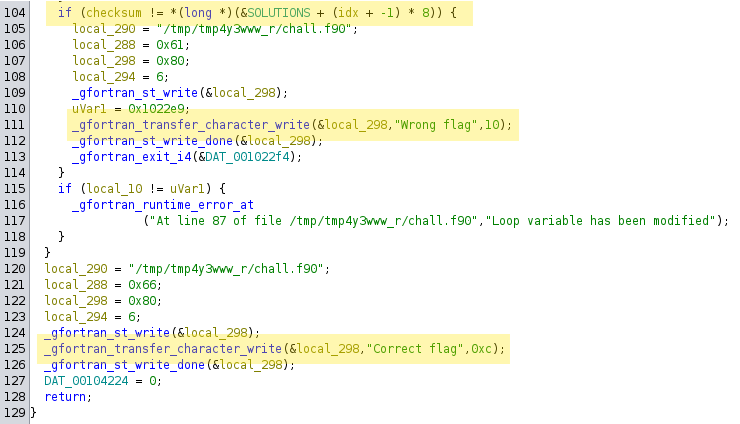 104 if (checksum != *(long *)(&SOLUTIONS + (idx + -1) * 8)) {
105 local_290 = "/tmp/tmp4y3www_r/chall.f90";
106 local_288 = 0x61;
107 local_298 = 0x80;
108 local_294 = 6;
109 _gfortran_st_write(&local_298);
110 uVar1 = 0x1022e9;
111 _gfortran_transfer_character_write(&local_298,"Wrong flag",10);
112 _gfortran_st_write_done(&local_298);
113 _gfortran_exit_i4(&DAT_001022f4);
114 }
115 if (local_10 != uVar1) {
116 _gfortran_runtime_error_at
117 ("At line 87 of file /tmp/tmp4y3www_r/chall.f90","Loop variable has been modified");
118 }
119 }
120 local_290 = "/tmp/tmp4y3www_r/chall.f90";
121 local_288 = 0x66;
122 local_298 = 0x80;
123 local_294 = 6;
124 _gfortran_st_write(&local_298);
125 _gfortran_transfer_character_write(&local_298,"Correct flag",0xc);
126 _gfortran_st_write_done(&local_298);
127 DAT_00104224 = 0;
128 return;
129 }